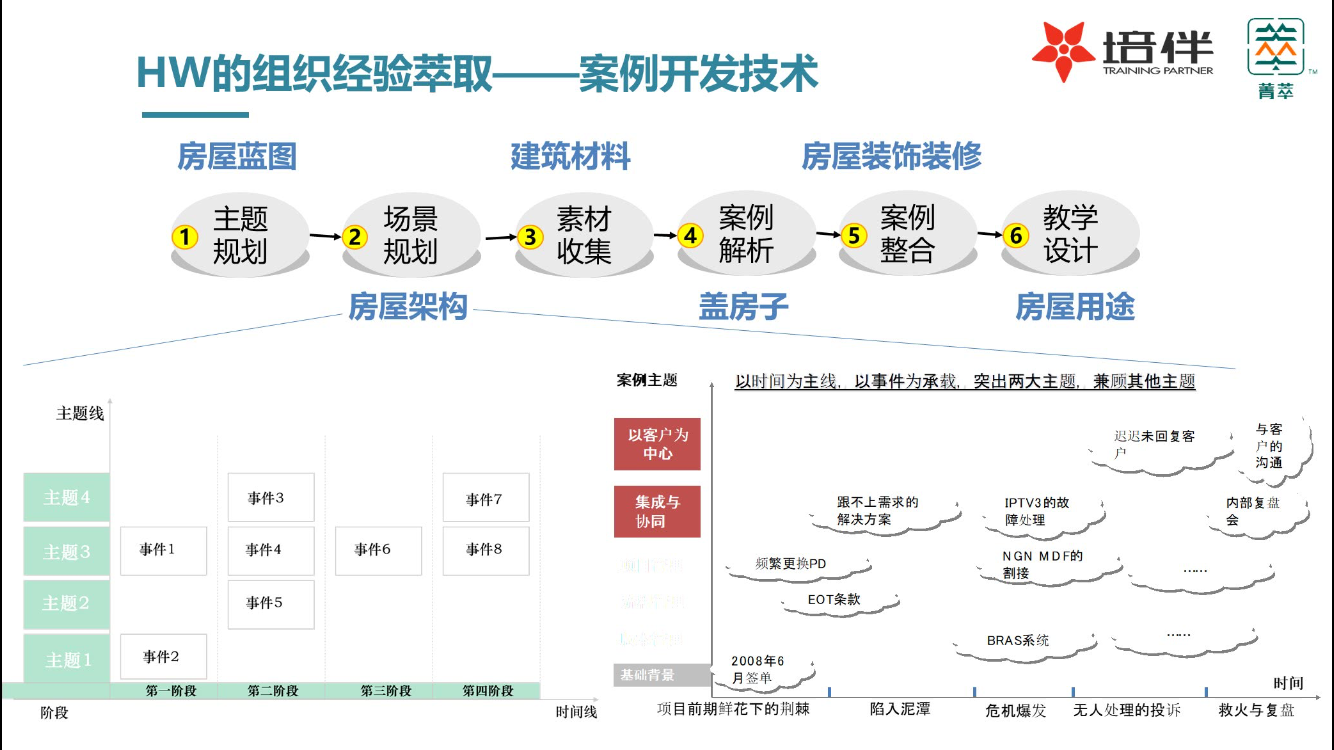 HW的组织经验萃取——案例开发技术
培伴
TRAINING PARTNER
TM
菁萃
房屋蓝图
建筑材料
房屋装饰装修
1
主题
规划
2
场景
规划
3
素材
收集
4
案例
解析
5
案例
整合
6
教学
设计
房屋架构
盖房子
房屋用途
主题线
主题4
事件3
事件7
主题3
事件1
事件4
事件6
事件8
主题2
事件5
主题1
事件2
第一阶段
第二阶段
第三阶段
第四阶段
阶段
时间线
案例主题
以时间为主线，以事件为承载，突出两大主题，兼顾其他主题
以客户为
中心
迟迟未回复客
户
与客
户的
沟通
集成与
协同
跟不上需求的
解决方案
IPTV3的故
障处理
内部复盘
会
频繁更换PD
NGN MDF的
割接
……
EOT条款
BRAS系统
……
基础背景
2008年6
月签单
时间
项目前期鲜花下的荆棘
陷入泥潭
危机爆发
无人处理的投诉
救火与复盘